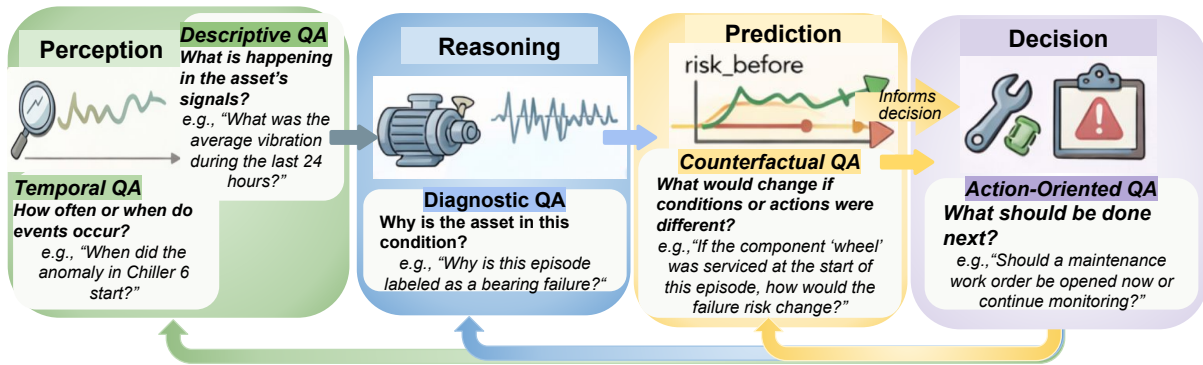 Perception
Descriptive QA
What is happening
in the asset's
signals?
e.g., “What was the
average vibration
during the last 24
hours?”
Temporal QA
How often or when do
events occur?
e.g., “When did the
anomaly in Chiller 6
start?”
Reasoning
Diagnostic QA
Why is the asset in this
condition?
e.g., “Why is this episode
labeled as a bearing failure?“
Prediction
risk_before
Informs
decision
Counterfactual QA
What would change if
conditions or actions were
different?
e.g.,“If the component ‘wheel’
was serviced at the start of
this episode, how would the
failure risk change?”
Decision
Action-Oriented QA
What should be done
next?
e.g.,“Should a maintenance
work order be opened now or
continue monitoring?”